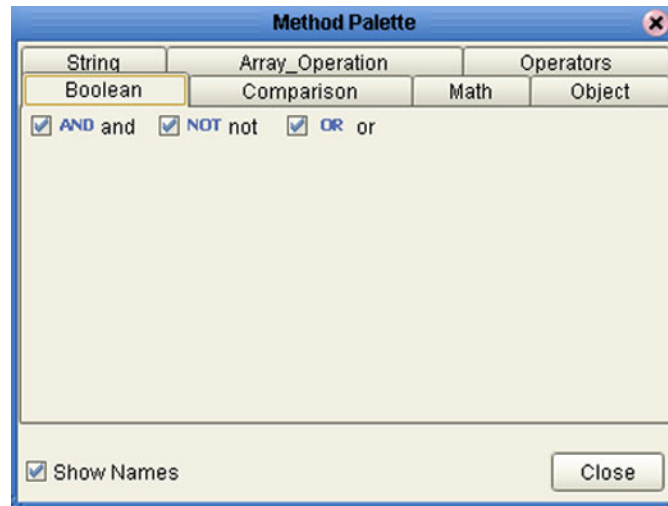 Method Palette
String Array_Operation Operators
Boolean Comparison Math Object
AND and NOT not OR or
Show Names Close